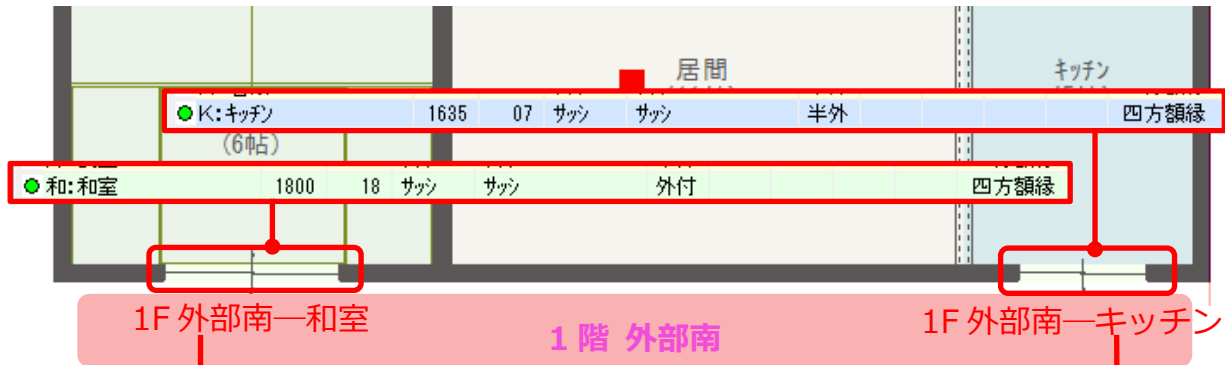 居間
キッチン
K:キッチン 1635 07 サッシ サッシ 半外 四方額縁
(6帖)
和:和室 1800 18 サッシ サッシ 外付 四方額縁
1F 外部南―和室
1F 外部南―キッチン
1 階 外部南